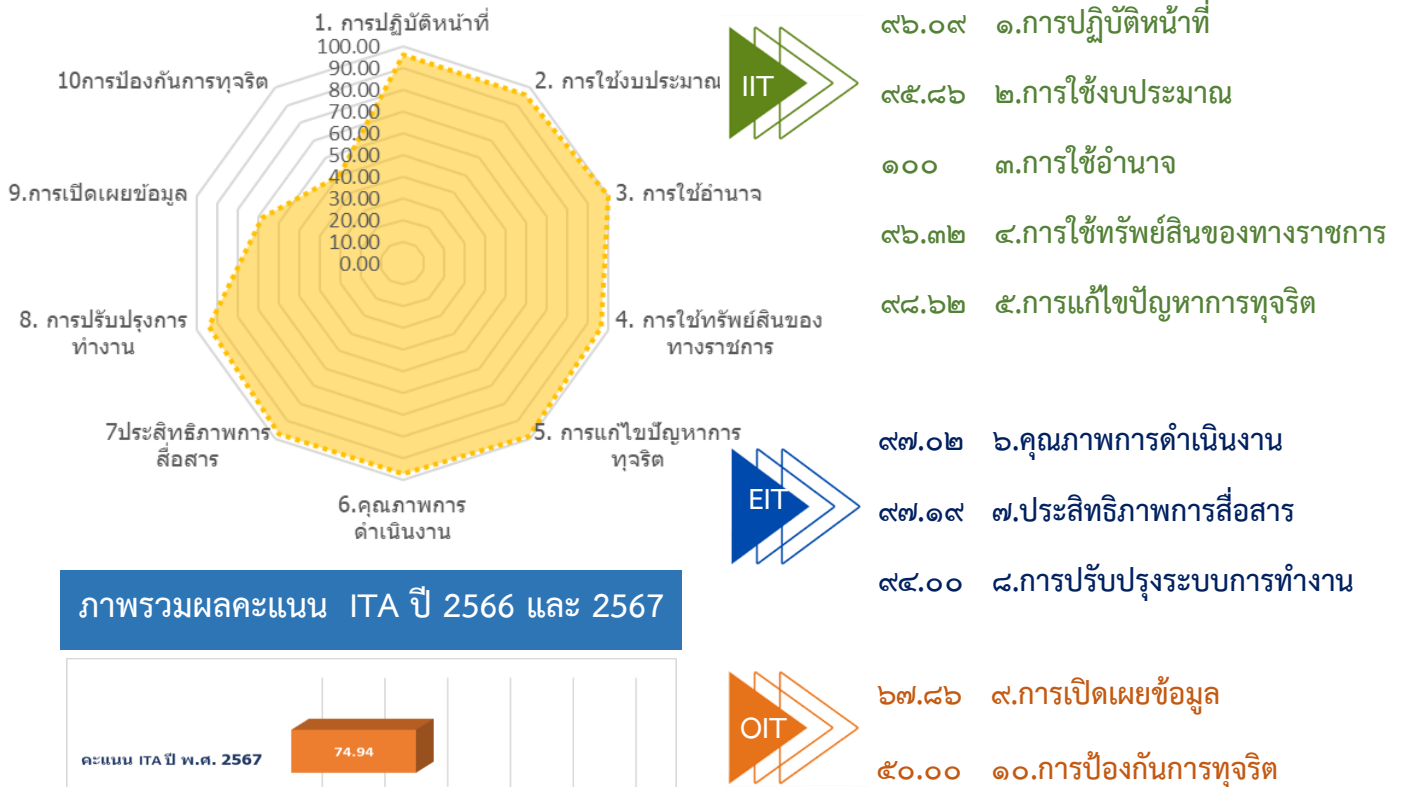 1. การปฏิบัติหน้าที่
100.00
90.00
80.00
70.00
60.00
50.00
40.00
30.00
20.00
10.00
0.00
2. การใช้งบประมาณ
3. การใช้อำนาจ
4. การใช้ทรัพย์สินของ
ทางราชการ
5. การแก้ไขปัญหาการ
ทุจริต
6.คุณภาพการ
ดำเนินงาน
7ประสิทธิภาพการ
สื่อสาร
8. การปรับปรุงการ
ทำงาน
9.การเปิดเผยข้อมูล
10การป้องกันการทุจริต
IIT
๙๖.๐๙ ๑.การปฏิบัติหน้าที่
๙๕.๘๖ ๒.การใช้งบประมาณ
๑๐๐ ๓.การใช้อำนาจ
๙๖.๓๒ ๔.การใช้ทรัพย์สินของทางราชการ
๙๘.๖๒ ๕.การแก้ไขปัญหาการทุจริต
EIT
๙๗.๐๒ ๖.คุณภาพการดำเนินงาน
๙๗.๑๙ ๗.ประสิทธิภาพการสื่อสาร
๙๔.๐๐ ๘.การปรับปรุงระบบการทำงาน
OIT
๖๗.๘๖ ๙.การเปิดเผยข้อมูล
๕๐.๐๐ ๑๐.การป้องกันการทุจริต
ภาพรวมผลคะแนน ITA ปี 2566 และ 2567
คะแนน ITA ปี พ.ศ. 2567
74.94